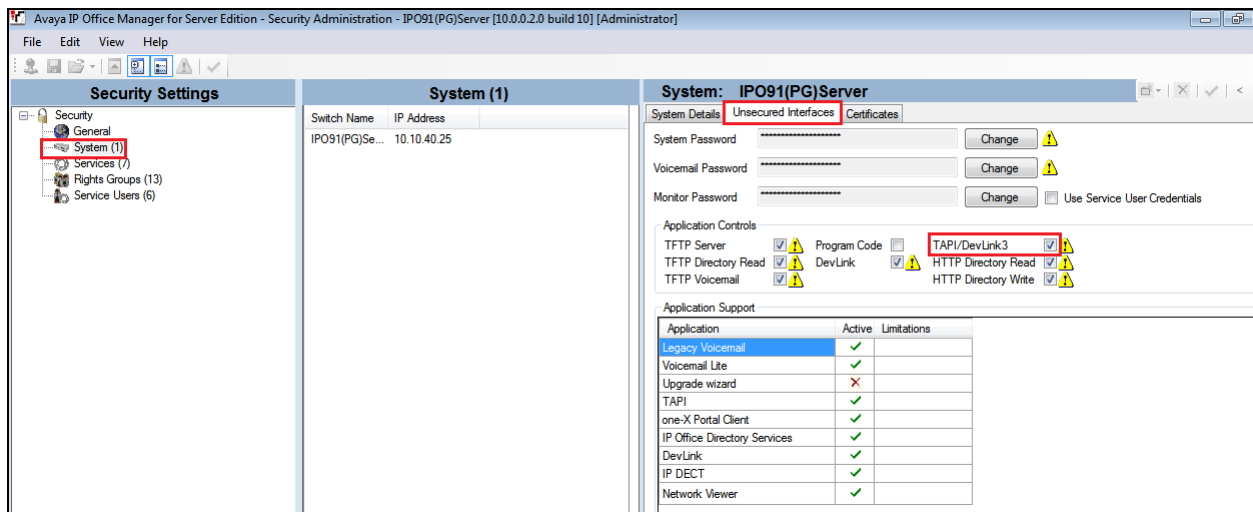 Avaya IP Office Manager for Server Edition - Security Administration - IPO91(PG)Server [10.0.0.2.0 build 10] [Administrator]
File Edit View Help
Security Settings
Security
General
System (1)
Services (7)
Rights Groups (13)
Service Users (6)
System (1)
Switch Name IP Address
IPO91(PG)Se... 10.10.40.25
System: IPO91(PG)Server
System Details Unsecured Interfaces Certificates
System Password ******************** Change
Voicemail Password ******************** Change
Monitor Password ******************** Change Use Service User Credentials
Application Controls
TFTP Server Program Code TAPI/DevLink3
TFTP Directory Read DevLink HTTP Directory Read
TFTP Voicemail HTTP Directory Write
Application Support
Application Active Limitations
Legacy Voicemail
Voicemail Lite
Upgrade wizard
TAPI
one-X Portal Client
IP Office Directory Services
DevLink
IP DECT
Network Viewer